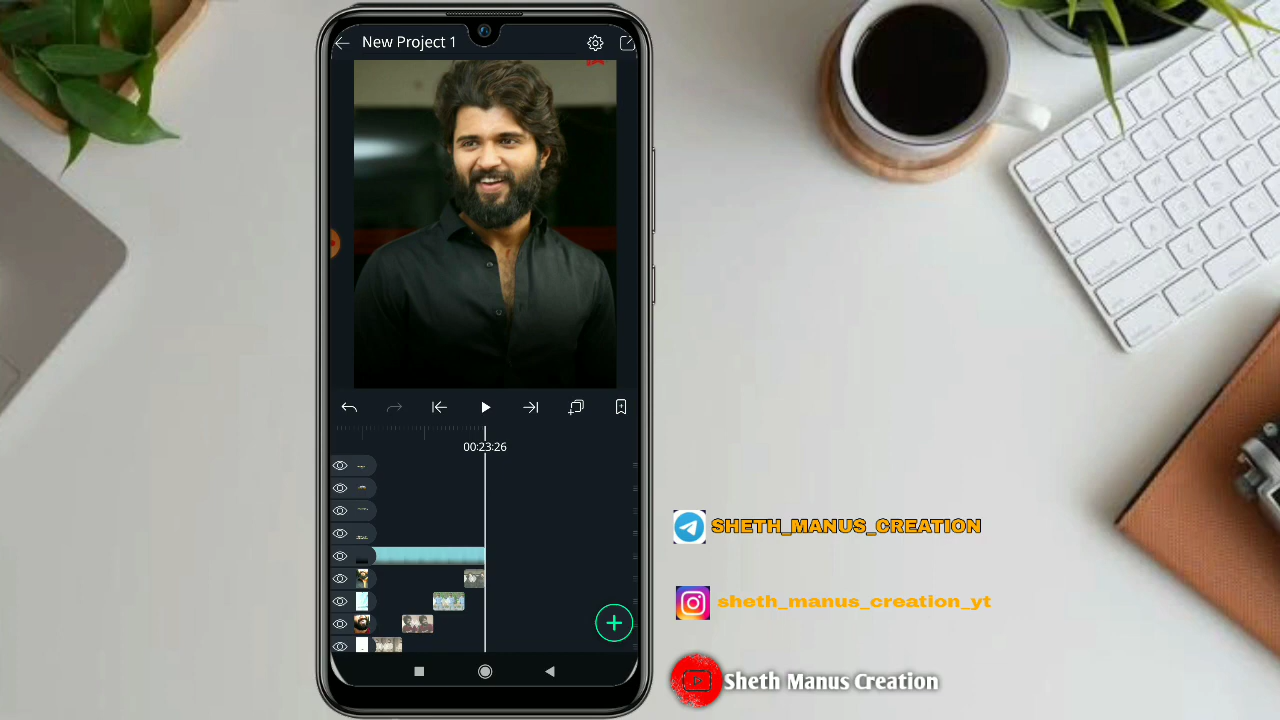 New Project 1
00:23:26
SHETH_MANUS_CREATION
sheth_manus_creation_yt
Sheth Manus Creation